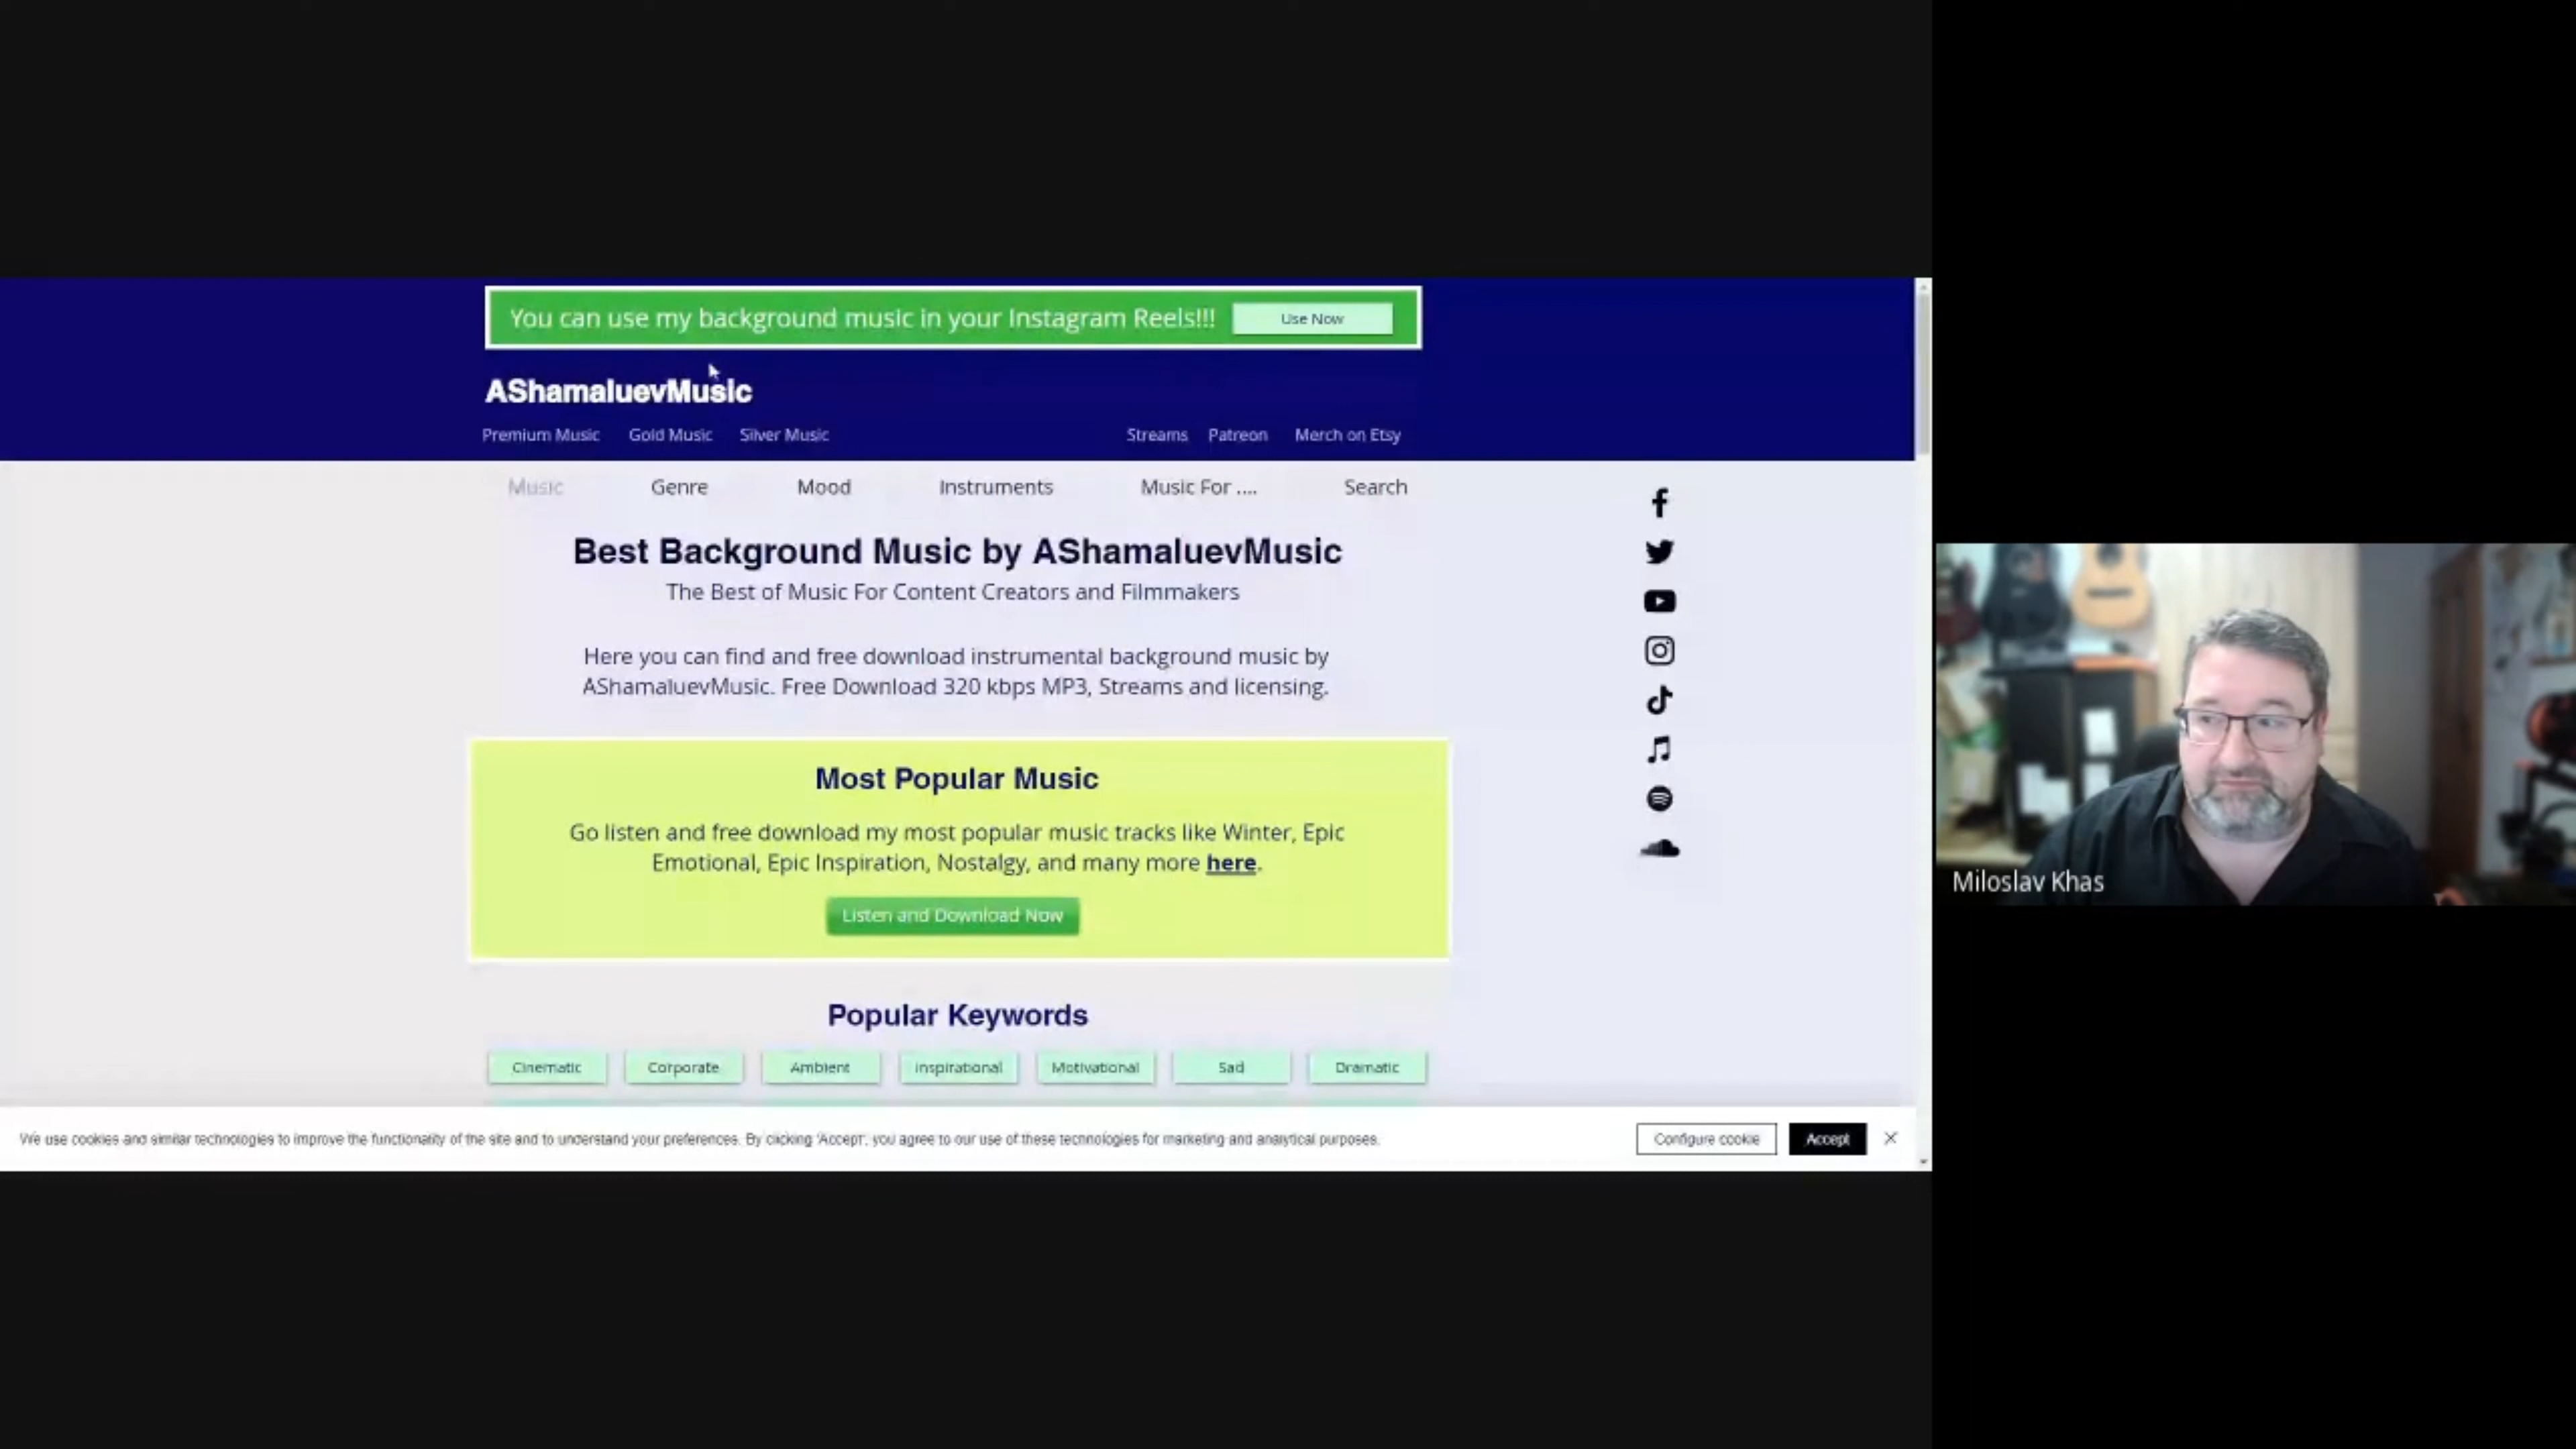 You can use my background music in your Instagram Reels!!! Use Now
AShamaluevMusic
Premium Music Gold Music Silver Music Streams Patreon Merch on Etsy
Music Genre Mood Instruments Music For .... Search
Best Background Music by AShamaluevMusic
The Best of Music For Content Creators and Filmmakers
Here you can find and free download instrumental background music by
AShamaluevMusic. Free Download 320 kbps MP3, Streams and licensing.
Most Popular Music
Go listen and free download my most popular music tracks like Winter, Epic
Emotional, Epic Inspiration, Nostalgy, and many more here.
Listen and Download Now
Popular Keywords
Cinematic Corporate Ambient Inspirational Motivational Sad Dramatic
We use cookies and similar technologies to improve the functionality of the site and to understand your preferences. By clicking 'Accept', you agree to our use of these technologies for marketing and analytical purposes.
Configure cookie Accept
Miloslav Khas